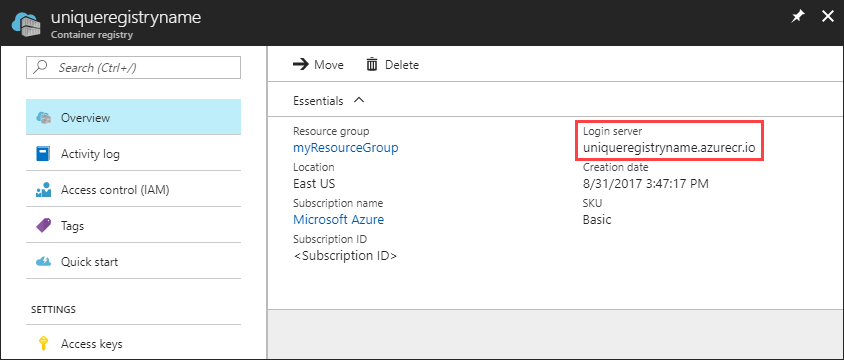 uniqueregistryname
Container registry
Search (Ctrl+/)
Overview
Activity log
Access control (IAM)
Tags
Quick start
SETTINGS
Access keys
Move Delete
Essentials
Resource group
myResourceGroup
Location
East US
Subscription name
Microsoft Azure
Subscription ID
<Subscription ID>
Login server
uniqueregistryname.azurecr.io
Creation date
8/31/2017 3:47:17 PM
SKU
Basic